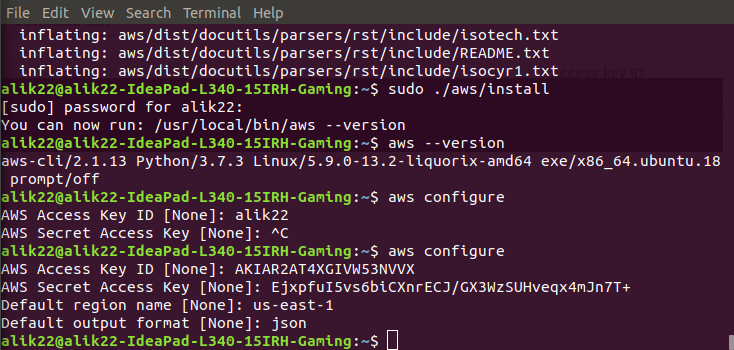 File Edit View Search Terminal Help
inflating: aws/dist/docutils/parsers/rst/include/isotech.txt
inflating: aws/dist/docutils/parsers/rst/include/README.txt
inflating: aws/dist/docutils/parsers/rst/include/isocyr1.txt
alik22@alik22-IdeaPad-L340-15IRH-Gaming:~$ sudo ./aws/install
[sudo] password for alik22:
You can now run: /usr/local/bin/aws --version
alik22@alik22-IdeaPad-L340-15IRH-Gaming:~$ aws --version
aws-cli/2.1.13 Python/3.7.3 Linux/5.9.0-13.2-liquorix-amd64 exe/x86_64.ubuntu.18
prompt/off
alik22@alik22-IdeaPad-L340-15IRH-Gaming:~$ aws configure
AWS Access Key ID [None]: alik22
AWS Secret Access Key [None]: ^C
alik22@alik22-IdeaPad-L340-15IRH-Gaming:~$ aws configure
AWS Access Key ID [None]: AKIAR2AT4XGIVW53NVVX
AWS Secret Access Key [None]: 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
Default region name [None]: us-east-1
Default output format [None]: json
alik22@alik22-IdeaPad-L340-15IRH-Gaming:~$